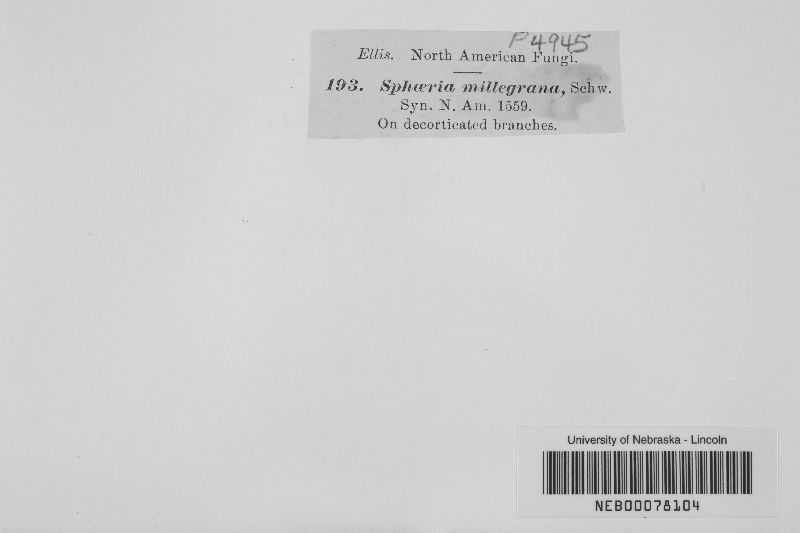 P4945
Ellis. North American Fungi.
193. Sphæria millegrana, Schw.
Syn. N. Am. 1559.
On decorticated branches.
University of Nebraska - Lincoln
NEB00078104